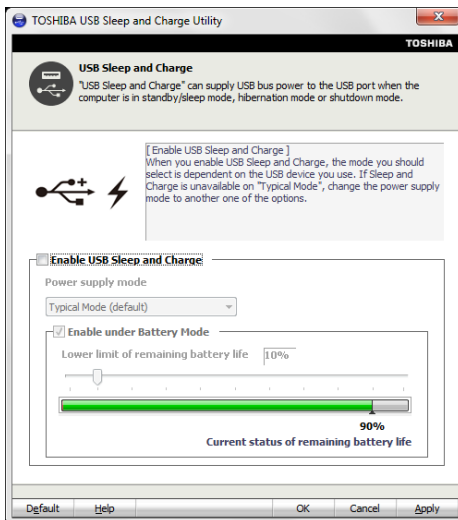 TOSHIBA USB Sleep and Charge Utility
TOSHIBA
USB Sleep and Charge
"USB Sleep and Charge" can supply USB bus power to the USB port when the
computer is in standby/sleep mode, hibernation mode or shutdown mode.
[ Enable USB Sleep and Charge ]
When you enable USB Sleep and Charge, the mode you should
select is dependent on the USB device you use. If Sleep and
Charge is unavailable on "Typical Mode", change the power supply
mode to another one of the options.
Enable USB Sleep and Charge
Power supply mode
Typical Mode (default)
Enable under Battery Mode
Lower limit of remaining battery life 10%
90%
Current status of remaining battery life
Default Help OK Cancel Apply